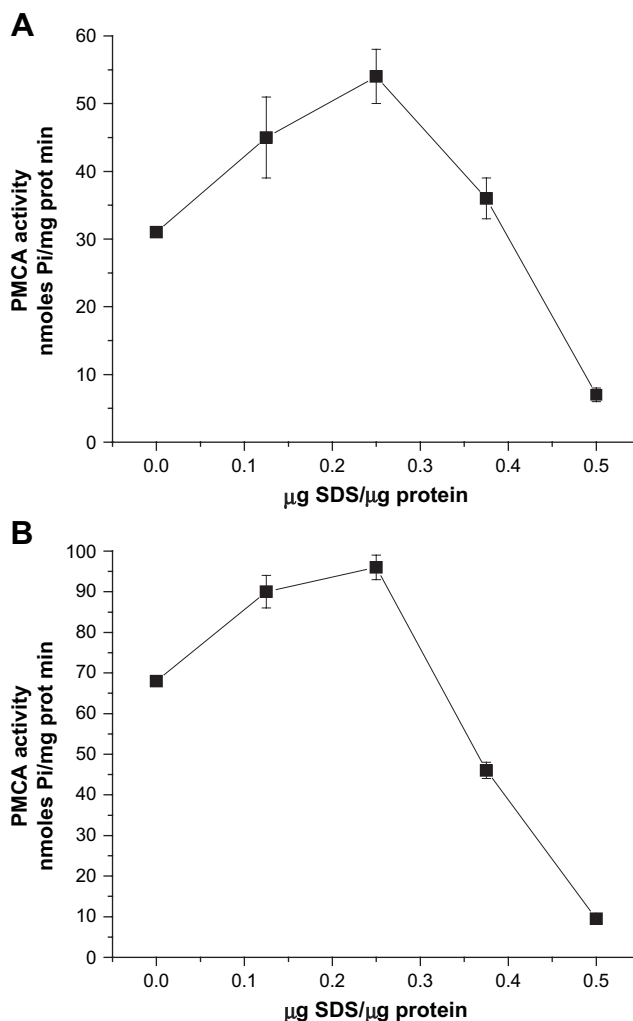 A
60
50
40
30
20
10
0
PMCA activity
nmoles Pi/mg prot min
0.0 0.1 0.2 0.3 0.4 0.5
μg SDS/μg protein
B
100
90
80
70
60
50
40
30
20
10
0
PMCA activity
nmoles Pi/mg prot min
0.0 0.1 0.2 0.3 0.4 0.5
μg SDS/μg protein